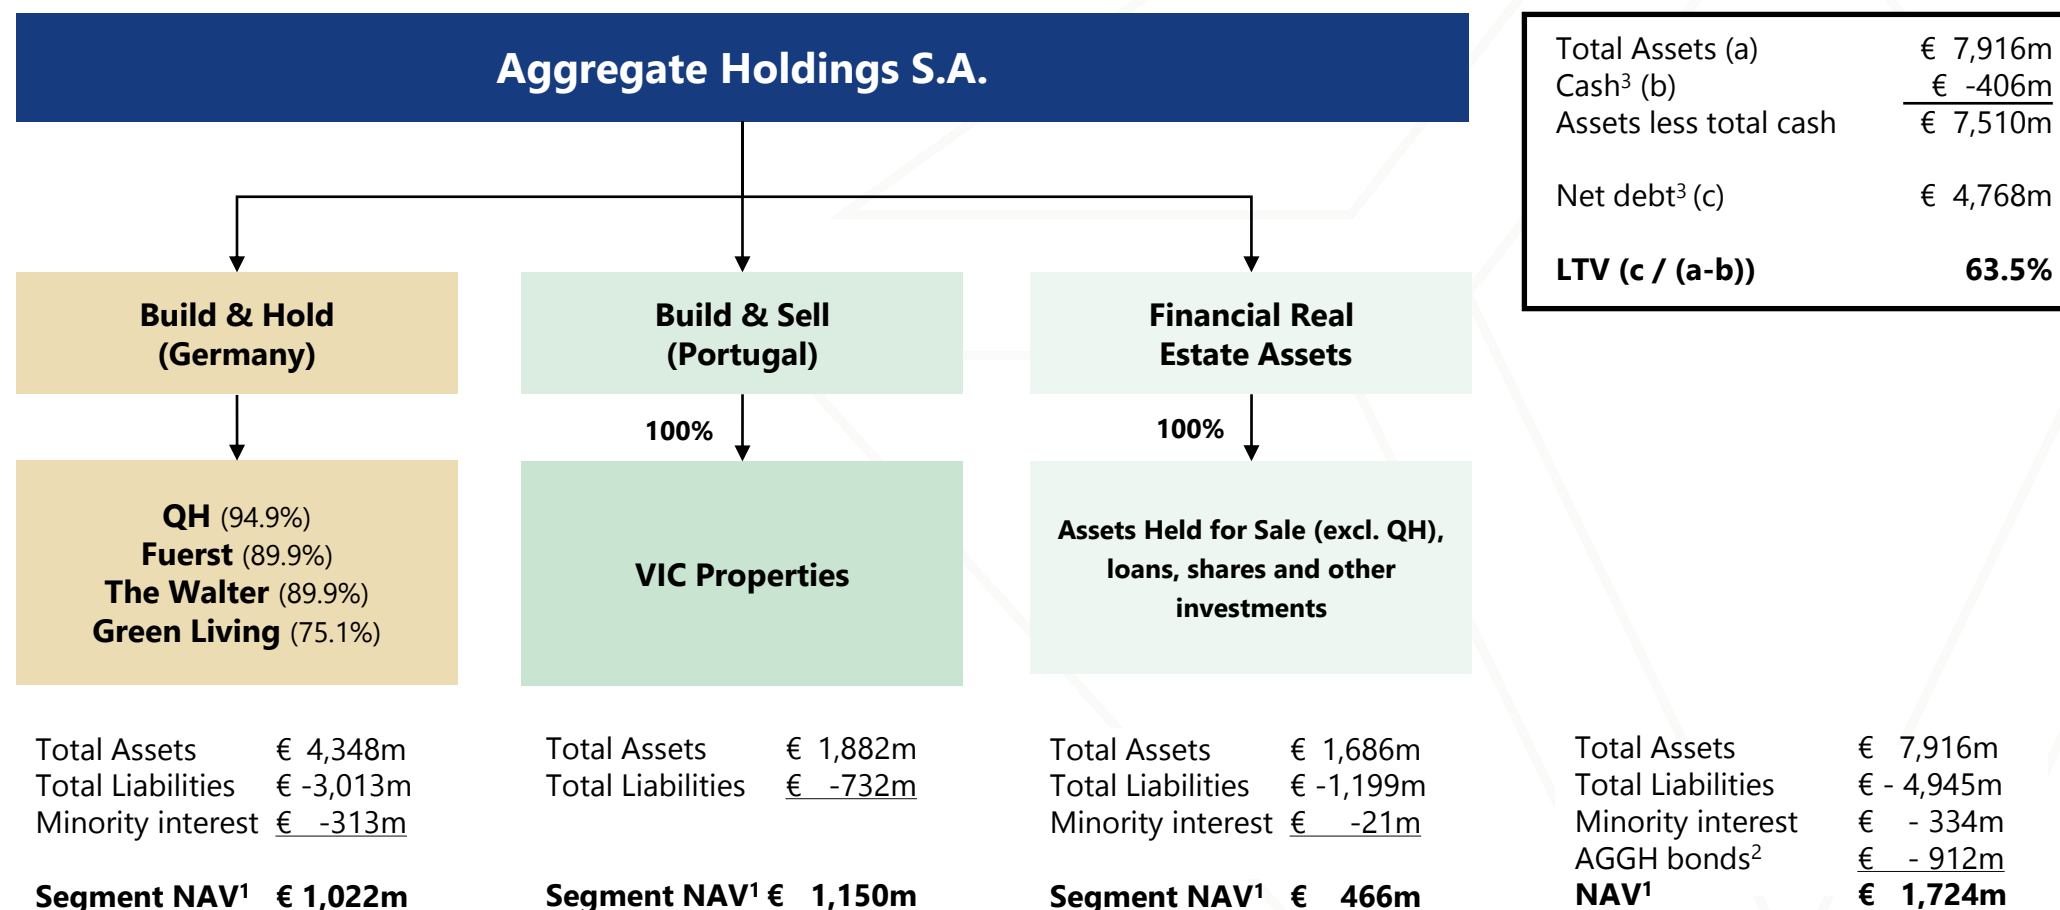 Aggregate Holdings S.A.
Total Assets (a) € 7,916m
Cash³ (b) € -406m
Assets less total cash € 7,510m
Net debt³ (c) € 4,768m
LTV (c / (a-b)) 63.5%
Build & Hold
(Germany)
Build & Sell
(Portugal)
Financial Real
Estate Assets
100%
100%
QH (94.9%)
Fuerst (89.9%)
The Walter (89.9%)
Green Living (75.1%)
VIC Properties
Assets Held for Sale (excl. QH),
loans, shares and other
investments
Total Assets € 4,348m
Total Liabilities € -3,013m
Minority interest € -313m
Segment NAV¹ € 1,022m
Total Assets € 1,882m
Total Liabilities € -732m
Segment NAV¹ € 1,150m
Total Assets € 1,686m
Total Liabilities € -1,199m
Minority interest € -21m
Segment NAV¹ € 466m
Total Assets € 7,916m
Total Liabilities € - 4,945m
Minority interest € - 334m
AGGH bonds² € - 912m
NAV¹ € 1,724m